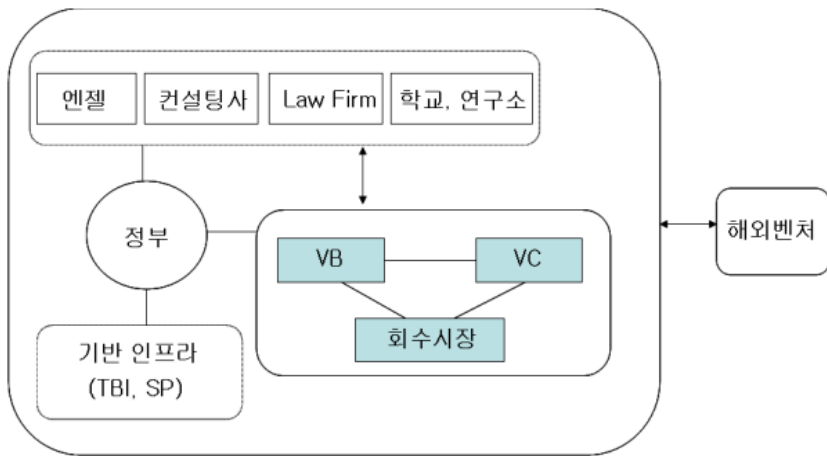 엔젤
컨설팅사
Law Firm
학교, 연구소
정부
VB
VC
회수시장
기반 인프라
(TBI, SP)
해외벤처